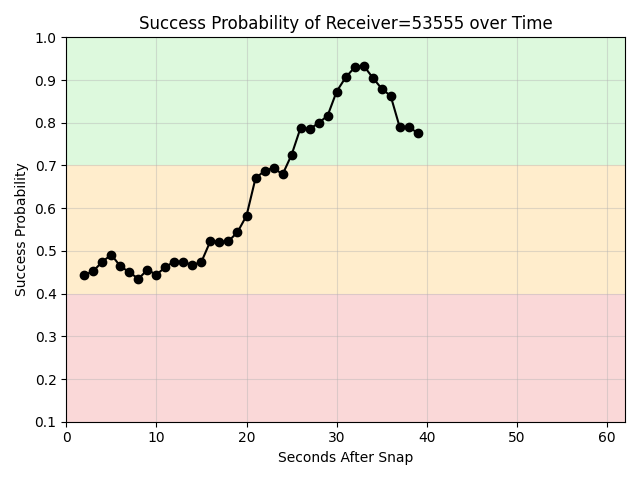 Success Probability of Receiver=53555 over Time
1.0
0.9
0.8
0.7
0.6
0.5
0.4
0.3
0.2
0.1
Success Probability
0 10 20 30 40 50 60
Seconds After Snap